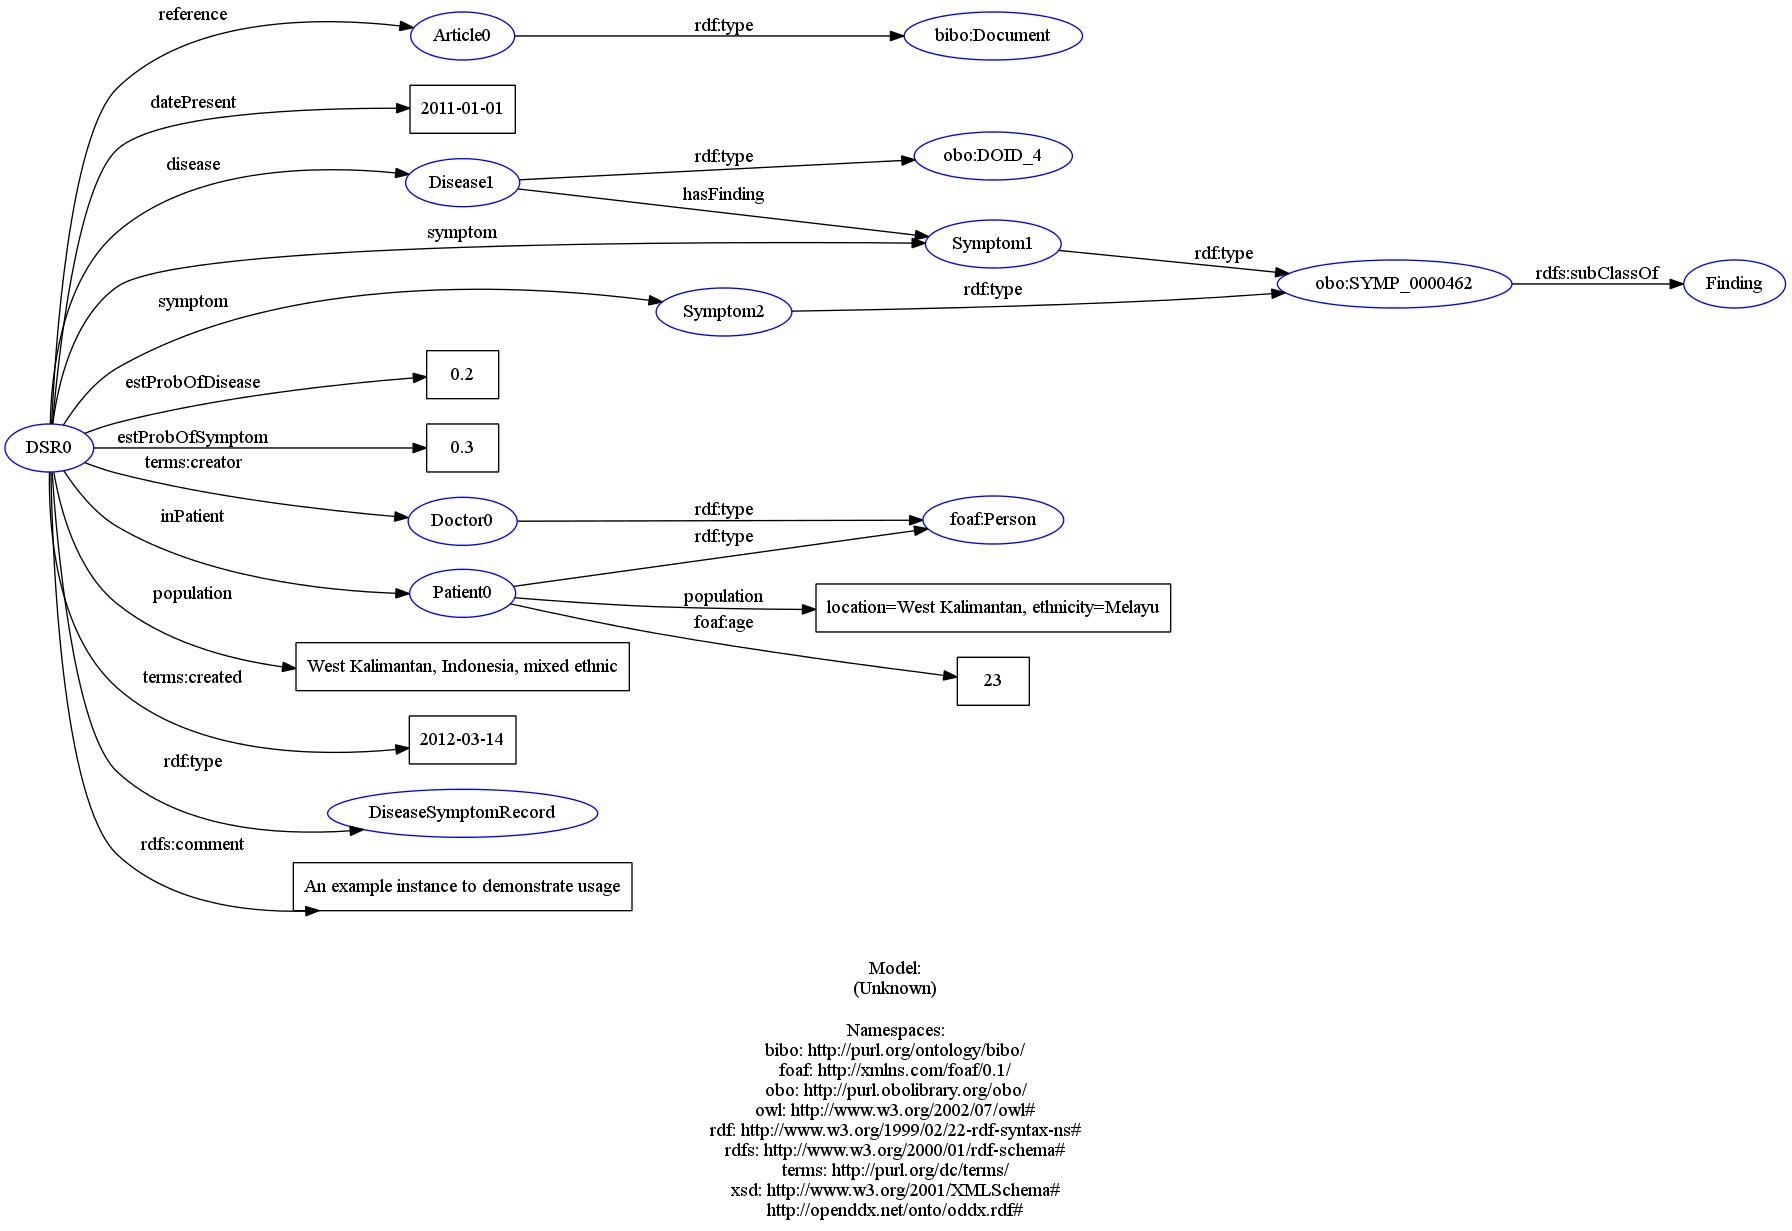 reference
Article0
rdf:type
bibo:Document
datePresent
2011-01-01
disease
Disease1
rdf:type
obo:DOID_4
hasFinding
symptom
Symptom1
rdf:type
obo:SYMP_0000462
rdfs:subClassOf
Finding
symptom
Symptom2
rdf:type
estProbOfDisease
0.2
DSR0
estProbOfSymptom
0.3
terms:creator
Doctor0
rdf:type
foaf:Person
inPatient
Patient0
rdf:type
population
location=West Kalimantan, ethnicity=Melayu
foaf:age
23
population
West Kalimantan, Indonesia, mixed ethnic
terms:created
2012-03-14
rdf:type
DiseaseSymptomRecord
rdfs:comment
An example instance to demonstrate usage
Model:
(Unknown)
Namespaces:
bibo: http://purl.org/ontology/bibo/
foaf: http://xmlns.com/foaf/0.1/
obo: http://purl.obolibrary.org/obo/
owl: http://www.w3.org/2002/07/owl#
rdf: http://www.w3.org/1999/02/22-rdf-syntax-ns#
rdfs: http://www.w3.org/2000/01/rdf-schema#
terms: http://purl.org/dc/terms/
xsd: http://www.w3.org/2001/XMLSchema#
http://openddx.net/onto/oddx.rdf#